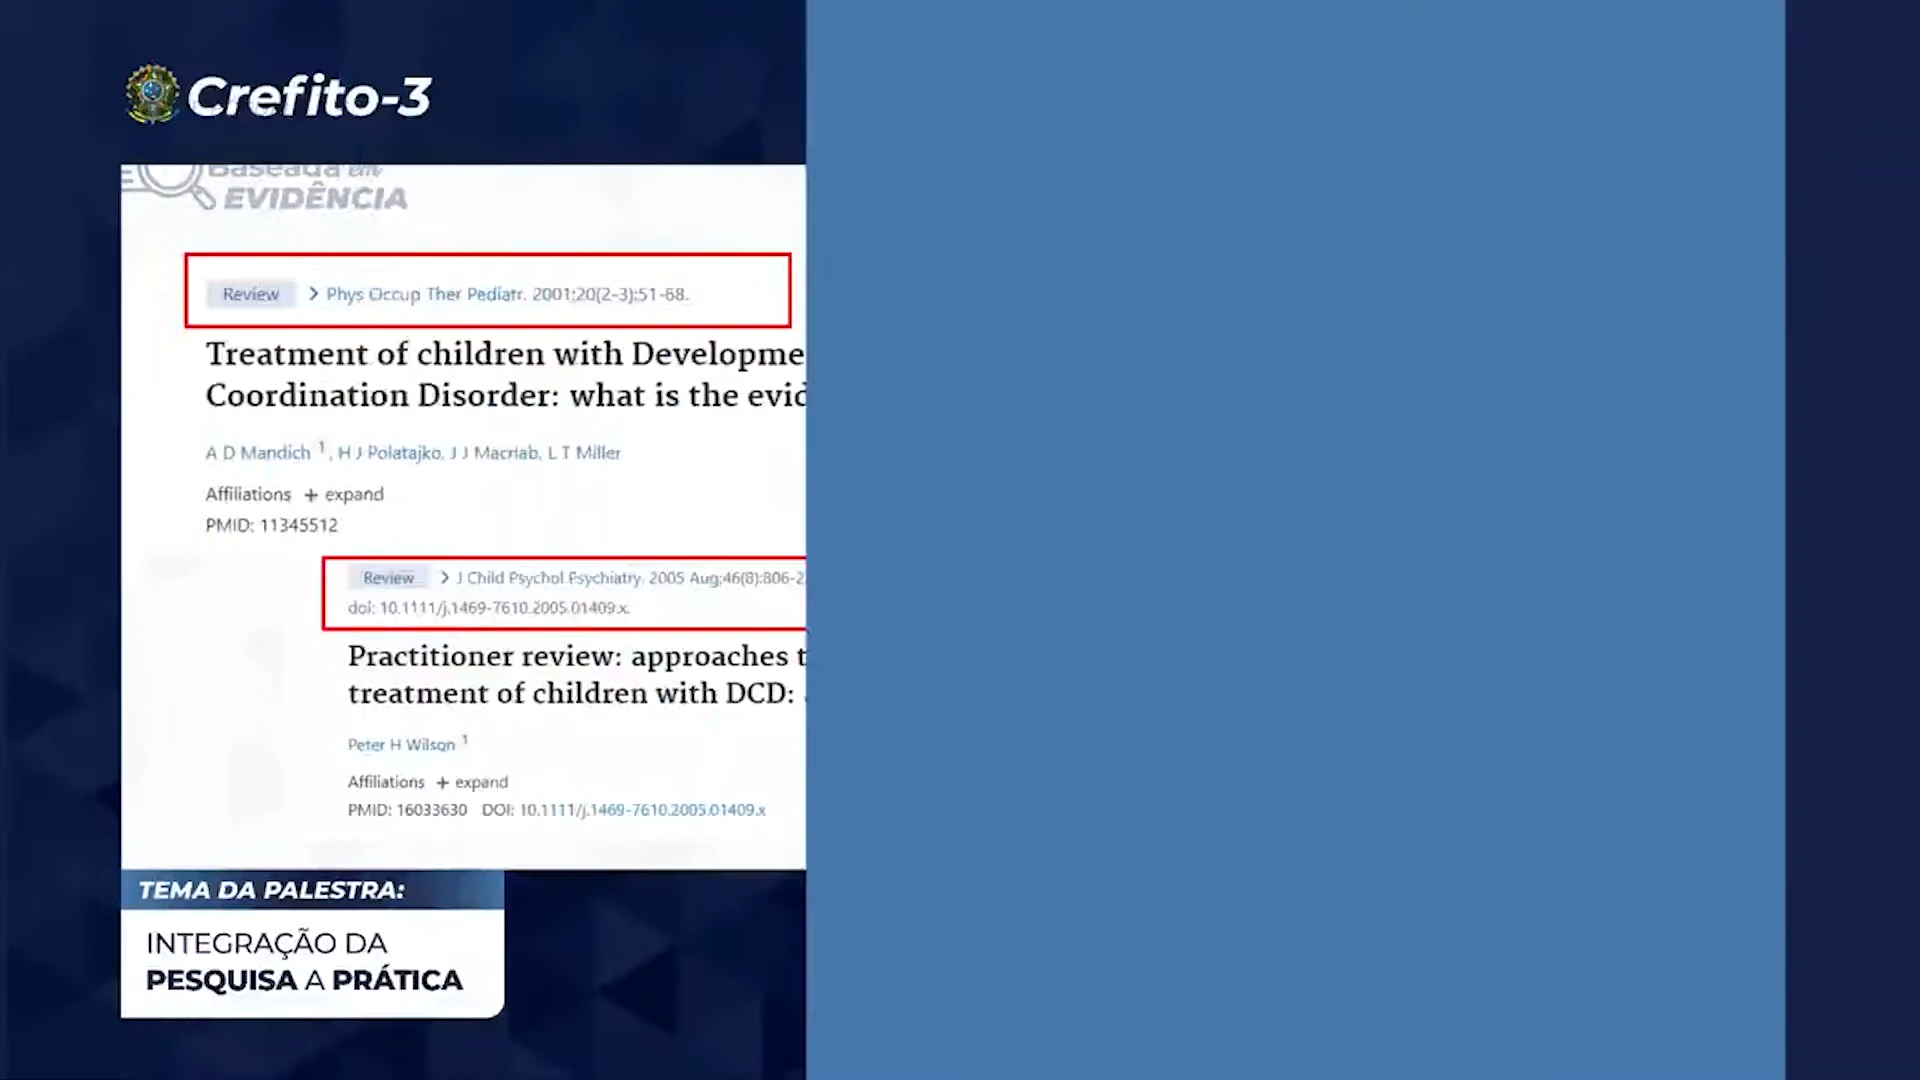 Crefito-3
Baseada em
EVIDÊNCIA
Review > Phys Occup Ther Pediatr. 2001;20(2-3):51-68.
Treatment of children with Developme
Coordination Disorder: what is the evid
A D Mandich 1, H J Polatajko, J J Macnab, L T Miller
Affiliations + expand
PMID: 11345512
Review > J Child Psychol Psychiatry. 2005 Aug;46(8):806-2
doi: 10.1111/j.1469-7610.2005.01409.x.
Practitioner review: approaches t
treatment of children with DCD:
Peter H Wilson 1
Affiliations + expand
PMID: 16033630 DOI: 10.1111/j.1469-7610.2005.01409.x
TEMA DA PALESTRA:
INTEGRAÇÃO DA
PESQUISA A PRÁTICA